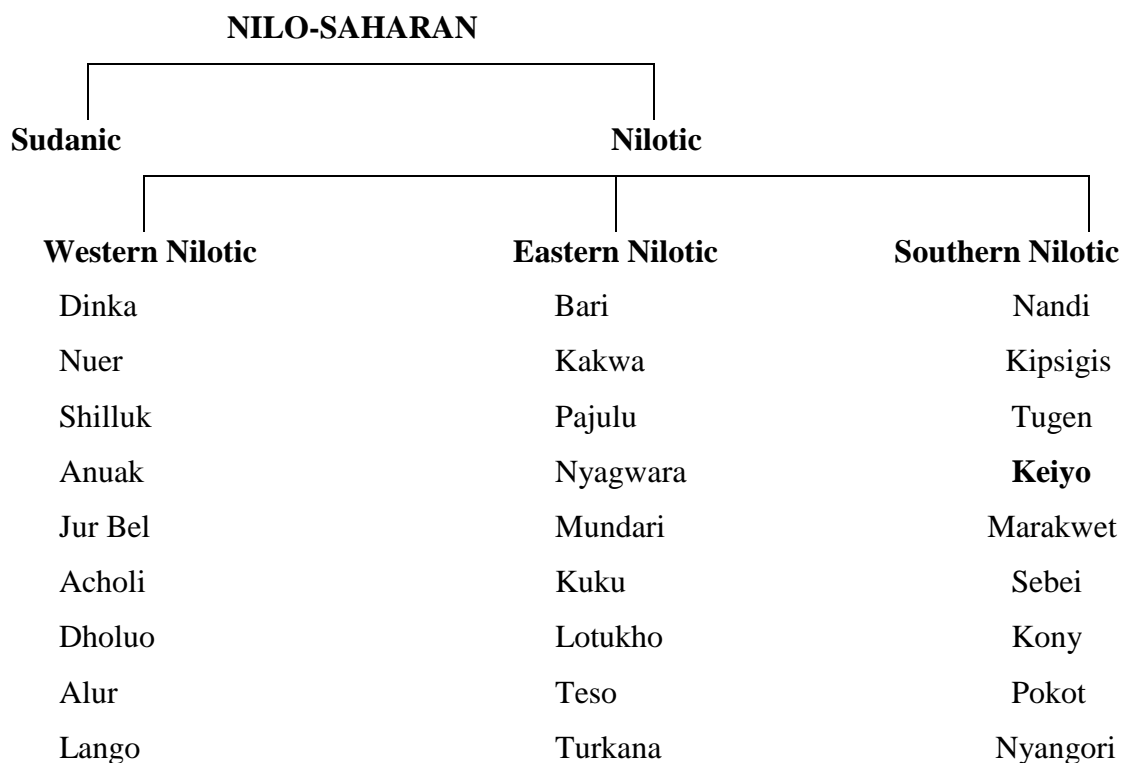 NILO-SAHARAN
Sudanic Nilotic
Western Nilotic Eastern Nilotic Southern Nilotic
Dinka Bari Nandi
Nuer Kakwa Kipsigis
Shilluk Pajulu Tugen
Anuak Nyagwara Keiyo
Jur Bel Mundari Marakwet
Acholi Kuku Sebei
Dholuo Lotukho Kony
Alur Teso Pokot
Lango Turkana Nyangori